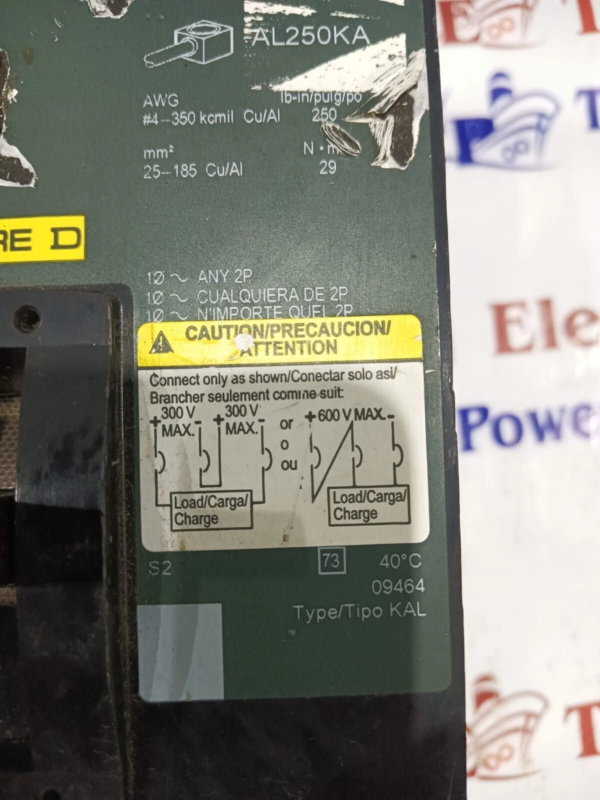 AL250KA
AWG lb-in/pulg/po
#4-350 kcmil Cu/Al 250
mm² N•m
25-185 Cu/Al 29
RE D
1Ø ~ ANY 2P
1Ø ~ CUALQUIERA DE 2P
1Ø ~ N'IMPORTE QUEL 2P
CAUTION/PRECAUCION/
ATTENTION
Connect only as shown/Conectar solo así/
Brancher seulement comme suit:
+ 300 V - + 300 V - or + 600 V MAX. -
MAX. MAX. o
ou
Load/Carga/
Charge
Load/Carga/
Charge
S2 73 40°C
09464
Type/Tipo KAL
Elec
Power